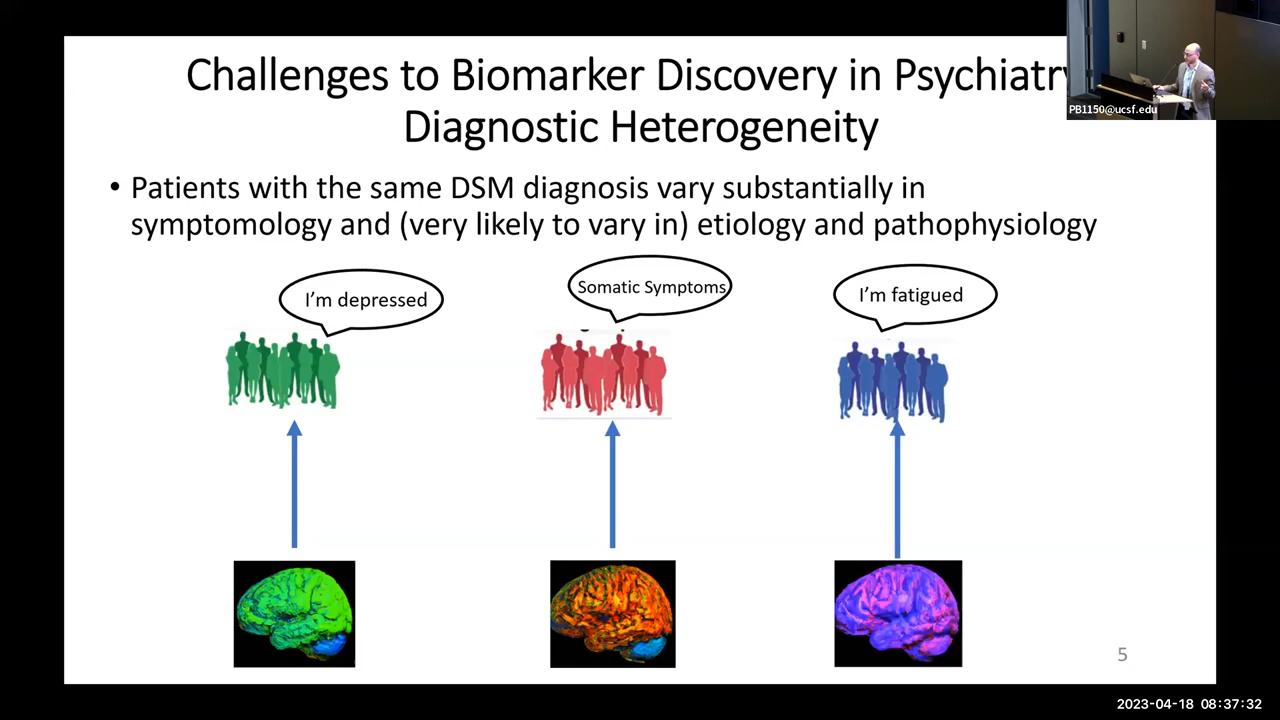 Challenges to Biomarker Discovery in Psychiatry
Diagnostic Heterogeneity
PB1150@ucsf.edu
• Patients with the same DSM diagnosis vary substantially in
symptomology and (very likely to vary in) etiology and pathophysiology
I'm depressed
Somatic Symptoms
I'm fatigued
5
2023-04-18 08:37:32